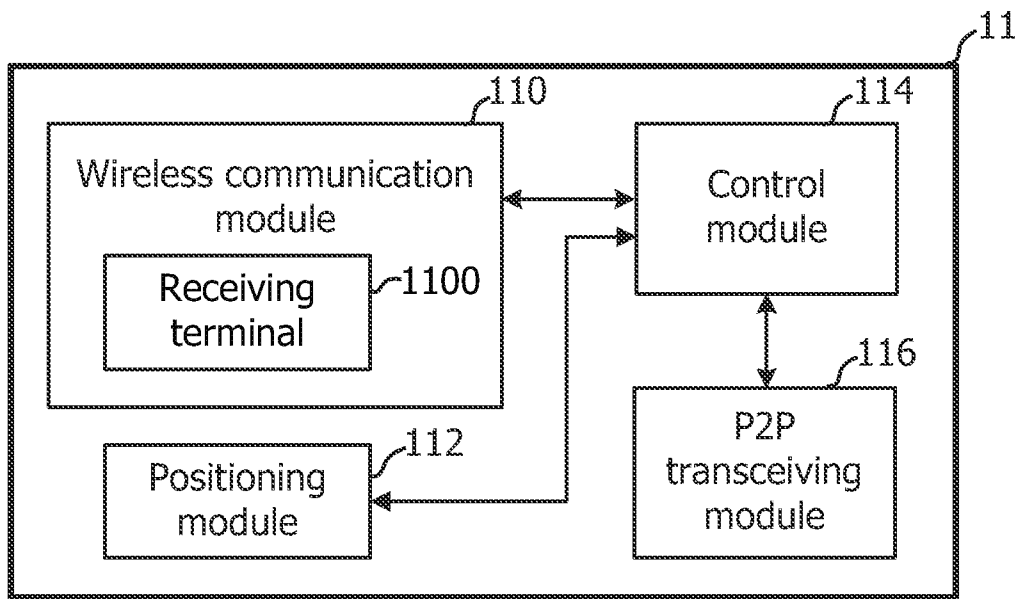 11
110
114
Wireless communication
module
Control
module
Receiving
terminal
1100
116
P2P
transceiving
module
112
Positioning
module